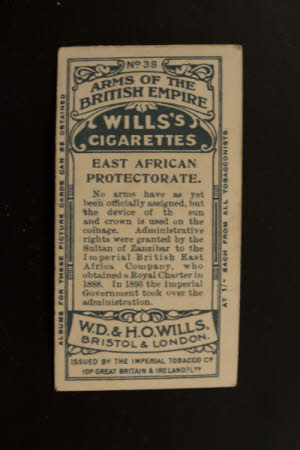 No 38
ARMS OF THE
BRITISH EMPIRE
WILLS'S
CIGARETTES
EAST AFRICAN
PROTECTORATE.
No arms have as yet
been officially assigned, but
the device of th sun
and crown is used on the
coinage. Administrative
rights were granted by the
Sultan of Zanzibar to the
Imperial British East
Africa Company, who
obtained a Royal Charter in
1888. In 1895 the Imperial
Government took over the
administration.
W.D. & H.O. WILLS,
BRISTOL & LONDON.
ISSUED BY THE IMPERIAL TOBACCO Co
(OF GREAT BRITAIN & IRELAND) LTD
ALBUMS FOR THESE PICTURE CARDS CAN BE OBTAINED
AT 1/- EACH FROM ALL TOBACCONISTS.